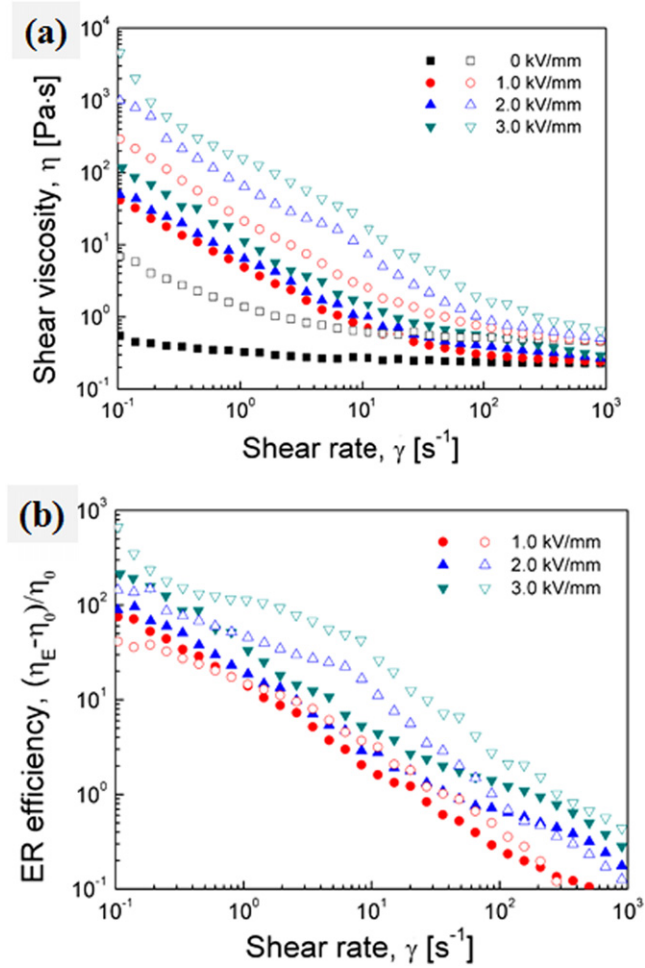 (a)
10⁴
10³
10²
10¹
10⁰
10⁻¹
Shear viscosity, η [Pa·s]
0 kV/mm
1.0 kV/mm
2.0 kV/mm
3.0 kV/mm
10⁻¹ 10⁰ 10¹ 10² 10³
Shear rate, γ [s⁻¹]
(b)
10³
10²
10¹
10⁰
10⁻¹
ER efficiency, (η_E-η₀)/η₀
1.0 kV/mm
2.0 kV/mm
3.0 kV/mm
10⁻¹ 10⁰ 10¹ 10² 10³
Shear rate, γ [s⁻¹]